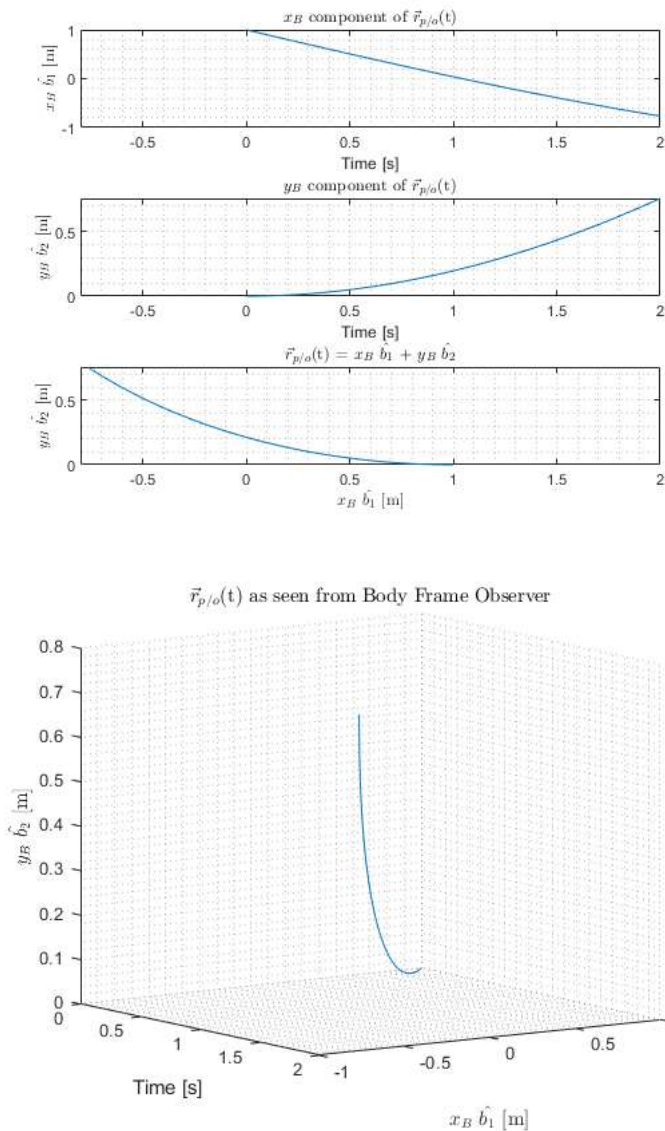 x_B component of r⃗_{p/o}(t)
1
0
-1
x_B b̂_1 [m]
-0.5 0 0.5 1 1.5 2
Time [s]
y_B component of r⃗_{p/o}(t)
0.5
0
y_B b̂_2 [m]
-0.5 0 0.5 1 1.5 2
Time [s]
r⃗_{p/o}(t) = x_B b̂_1 + y_B b̂_2
0.5
0
y_B b̂_2 [m]
-0.5 0 0.5 1 1.5 2
x_B b̂_1 [m]
r⃗_{p/o}(t) as seen from Body Frame Observer
0.8
0.7
0.6
0.5
0.4
0.3
0.2
0.1
0
y_B b̂_2 [m]
0 0.5 1 1.5 2
Time [s]
-1 -0.5 0 0.5
x_B b̂_1 [m]